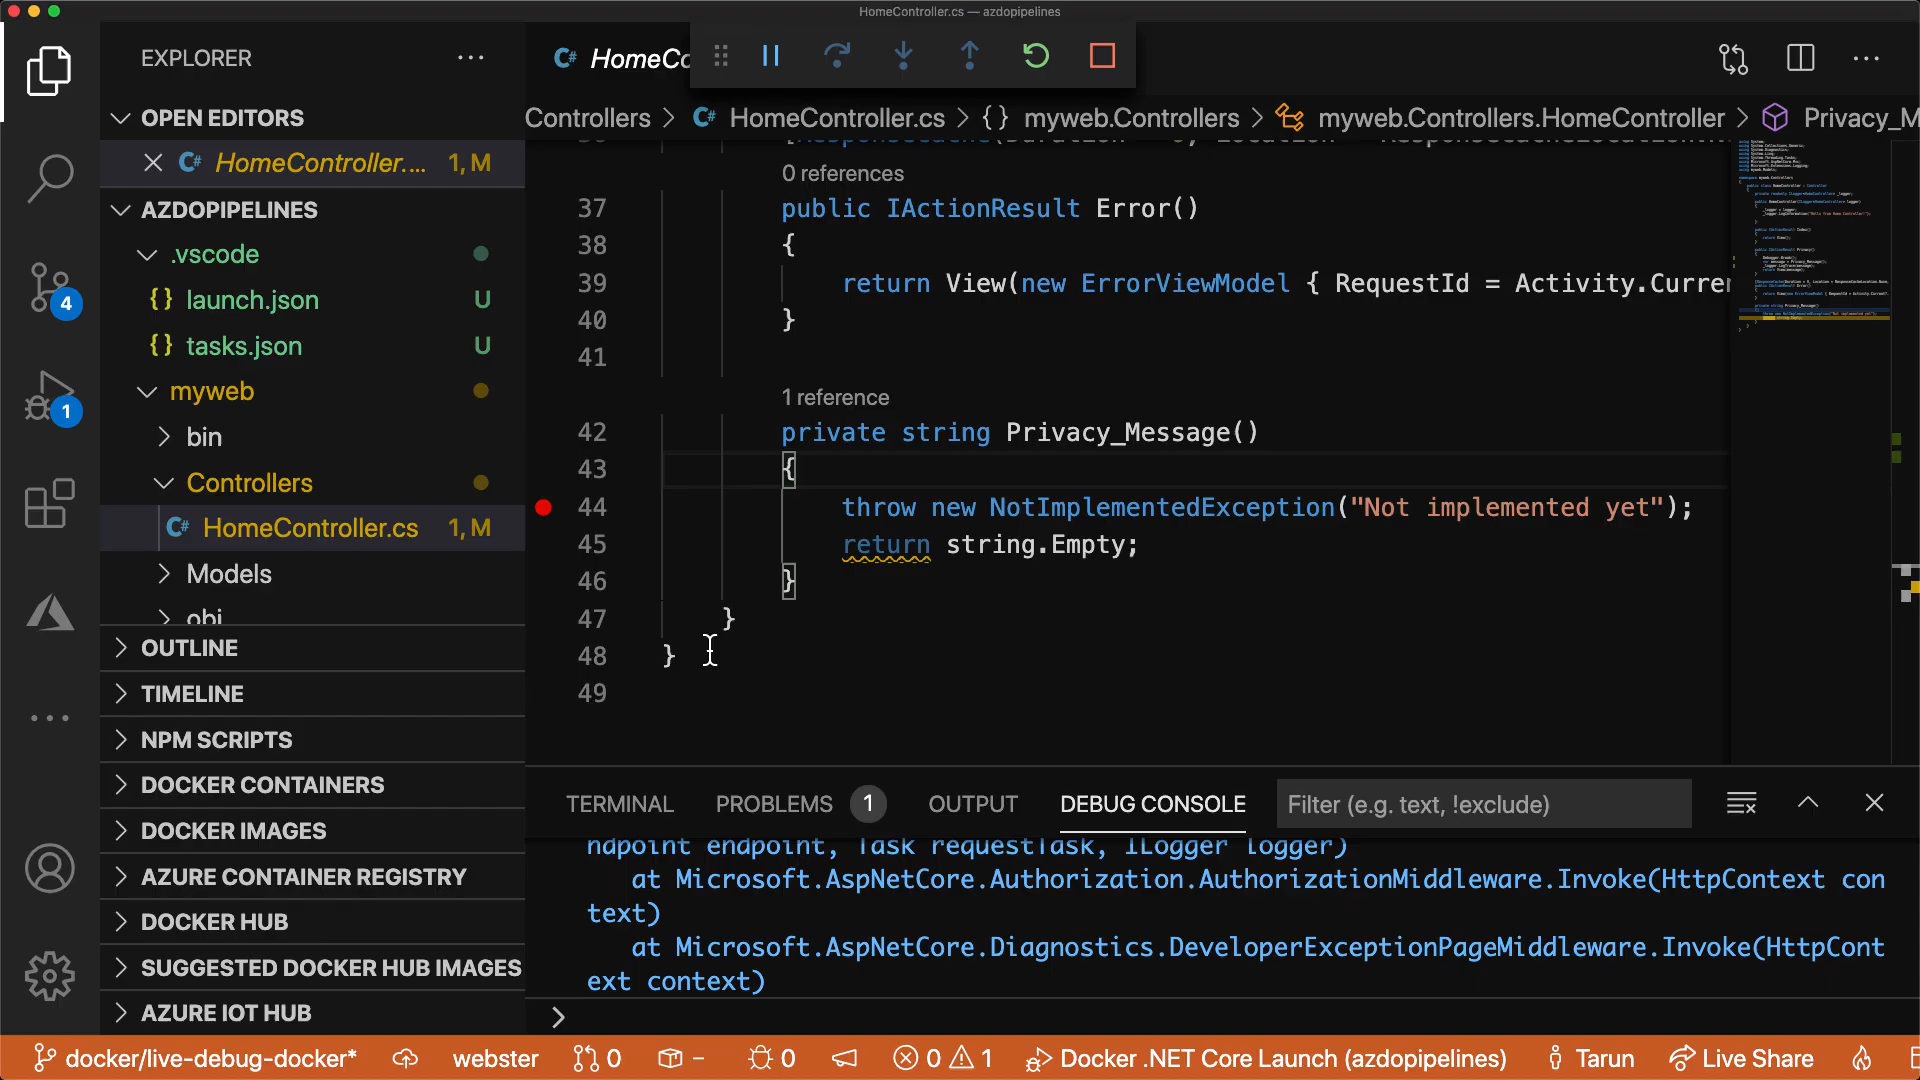 HomeController.cs — azdopipelines
EXPLORER
OPEN EDITORS
HomeController.... 1, M
AZDOPIPELINES
.vscode
{} launch.json U
{} tasks.json U
myweb
bin
Controllers
C# HomeController.cs 1, M
Models
obj
OUTLINE
TIMELINE
NPM SCRIPTS
DOCKER CONTAINERS
DOCKER IMAGES
AZURE CONTAINER REGISTRY
DOCKER HUB
SUGGESTED DOCKER HUB IMAGES
AZURE IOT HUB
4
1
C# HomeCo
Controllers > C# HomeController.cs > {} myweb.Controllers > myweb.Controllers.HomeController > Privacy_M
0 references
37 public IActionResult Error()
38 {
39 return View(new ErrorViewModel { RequestId = Activity.Curre
40 }
41
1 reference
42 private string Privacy_Message()
43 {
44 throw new NotImplementedException("Not implemented yet");
45 return string.Empty;
46 }
47 }
48 }
49
TERMINAL PROBLEMS 1 OUTPUT DEBUG CONSOLE Filter (e.g. text, !exclude)
ndpoint endpoint, Task requestTask, ILogger logger)
at Microsoft.AspNetCore.Authorization.AuthorizationMiddleware.Invoke(HttpContext con
text)
at Microsoft.AspNetCore.Diagnostics.DeveloperExceptionPageMiddleware.Invoke(HttpCont
ext context)
>
docker/live-debug-docker* webster 0 – 0 0 1 Docker .NET Core Launch (azdopipelines) Tarun Live Share